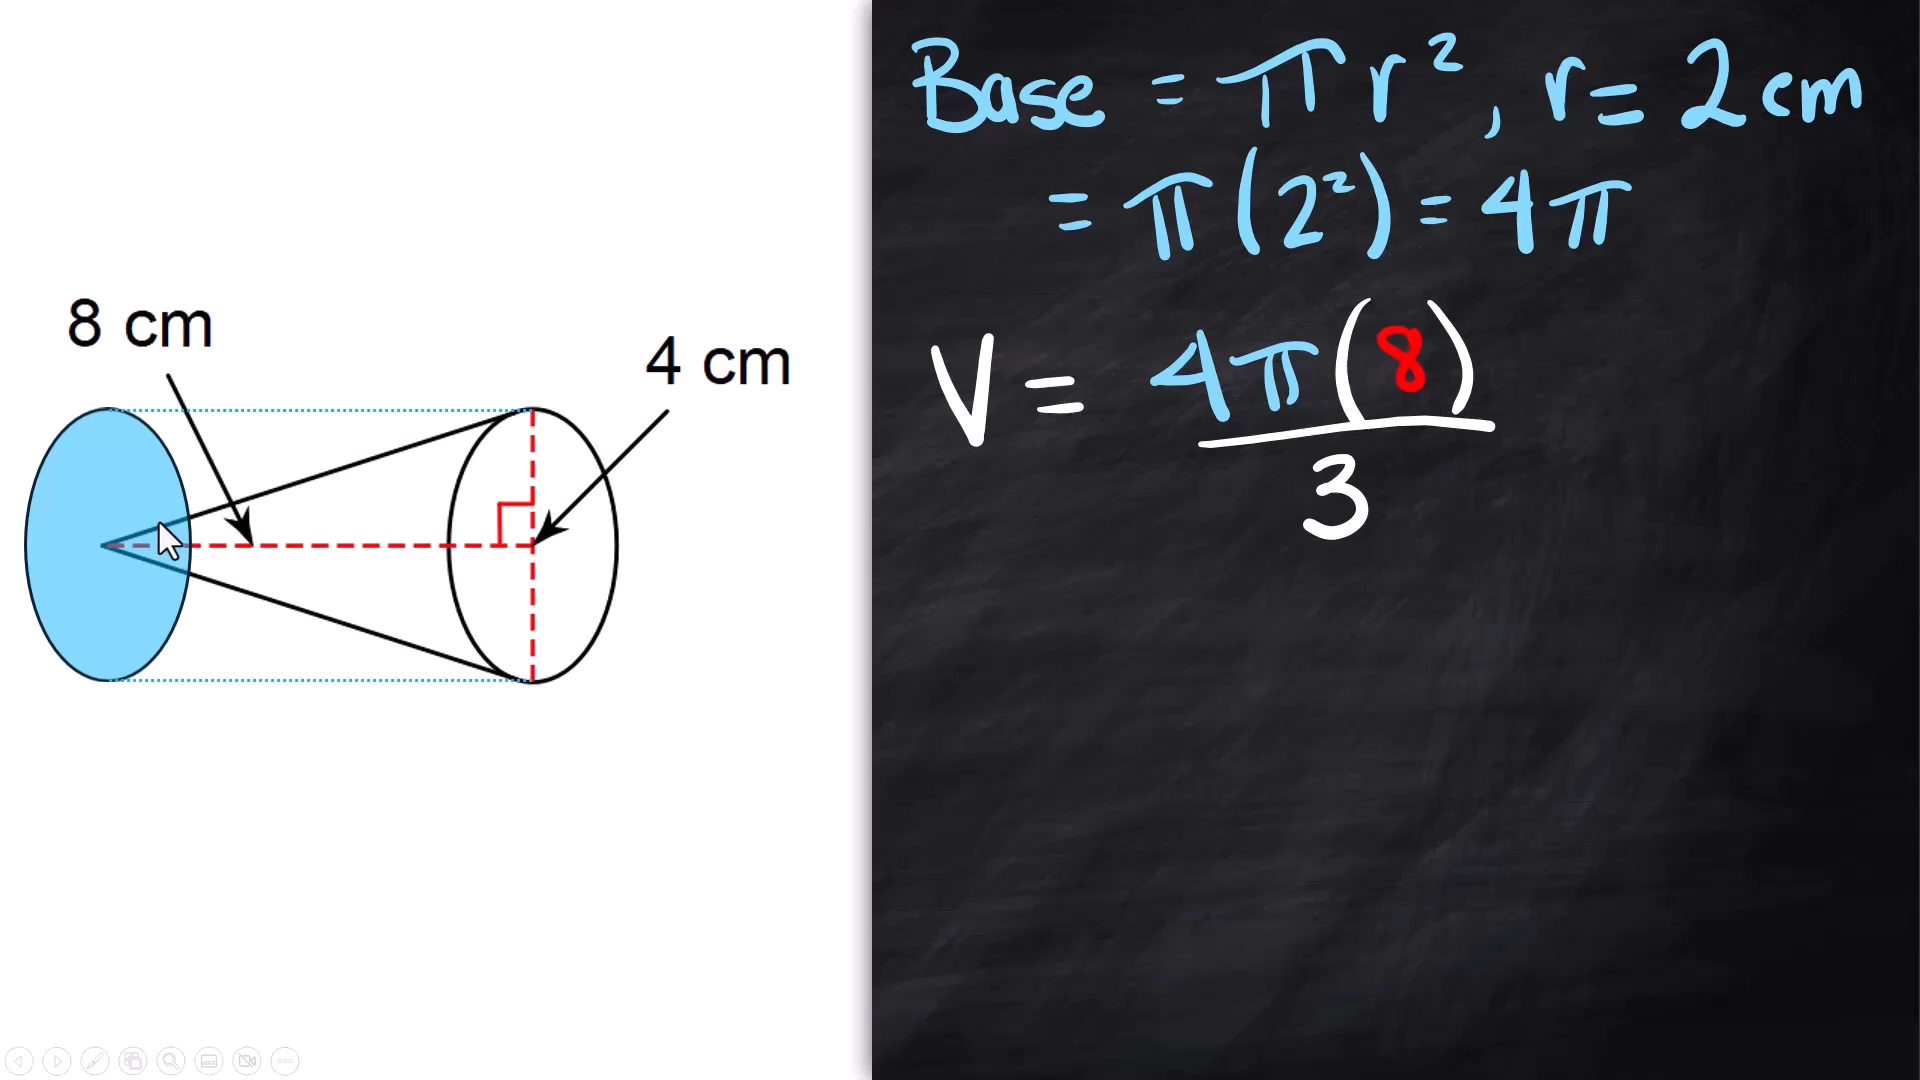 8 cm
4 cm
Base = πr², r = 2 cm
= π(2²) = 4π
V = 4π(8)
3